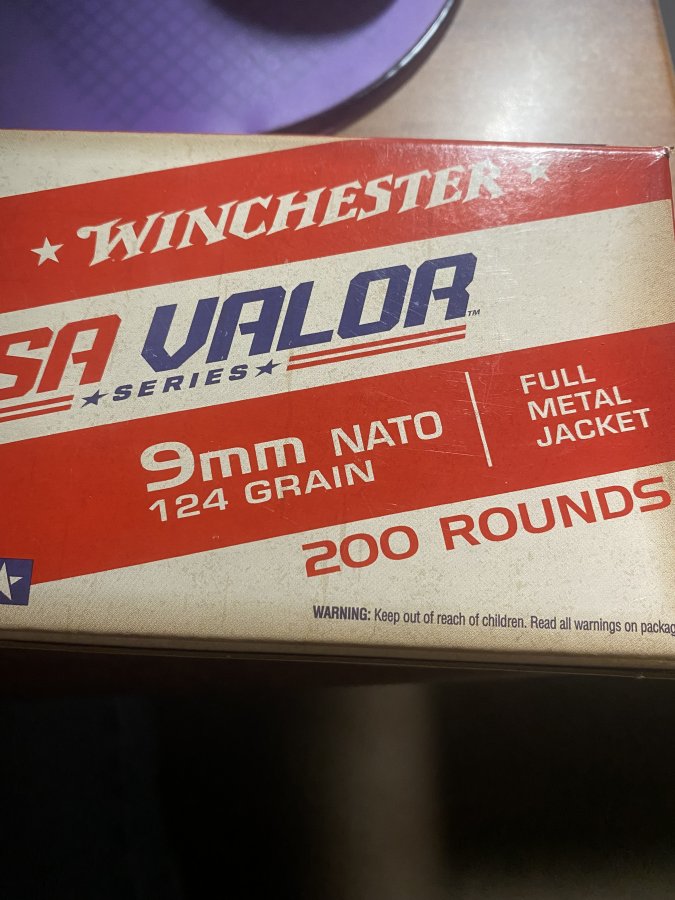 WINCHESTER
SA VALOR™
SERIES
9mm NATO
124 GRAIN
FULL
METAL
JACKET
200 ROUNDS
WARNING: Keep out of reach of children. Read all warnings on packag